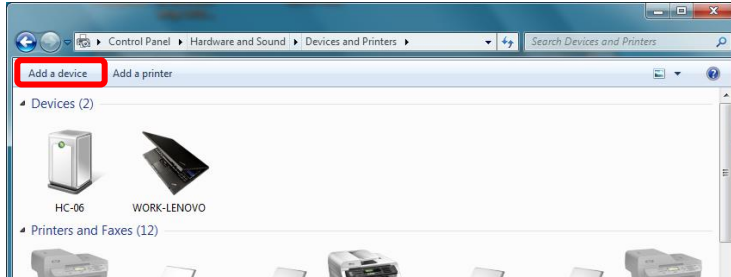 Control Panel Hardware and Sound Devices and Printers Search Devices and Printers
Add a device Add a printer
Devices (2)
HC-06 WORK-LENOVO
Printers and Faxes (12)